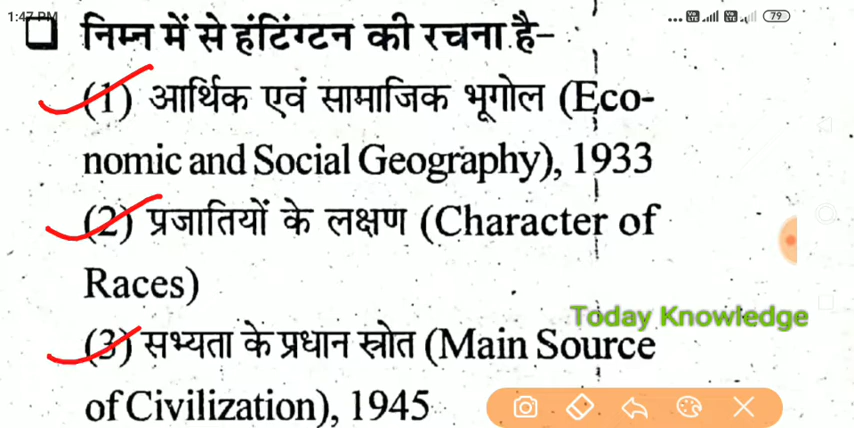 1:47 PM
79
निम्न में से हंटिंग्टन की रचना है-
(1) आर्थिक एवं सामाजिक भूगोल (Eco-
nomic and Social Geography), 1933
(2) प्रजातियों के लक्षण (Character of
Races)
Today Knowledge
(3) सभ्यता के प्रधान स्रोत (Main Source
of Civilization), 1945